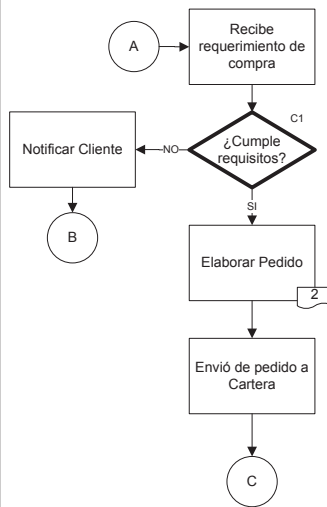 A
Recibe
requerimiento de
compra
C1
¿Cumple
requisitos?
NO
Notificar Cliente
B
SI
Elaborar Pedido
2
Envió de pedido a
Cartera
C